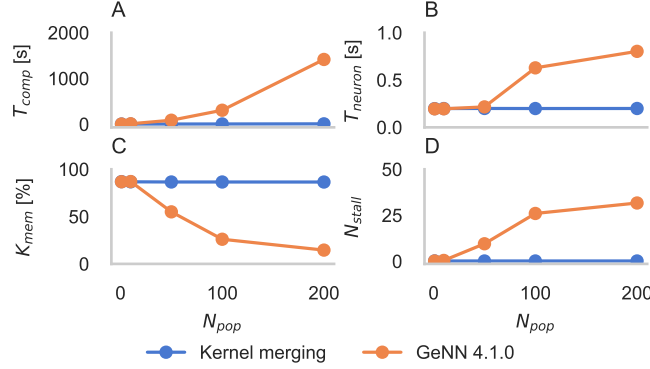 A
2000
1000
0
T_comp [s]
B
1.0
0.5
0.0
T_neuron [s]
C
100
50
0
K_mem [%]
0 100 200
N_pop
D
50
25
0
N_stall
0 100 200
N_pop
Kernel merging GeNN 4.1.0